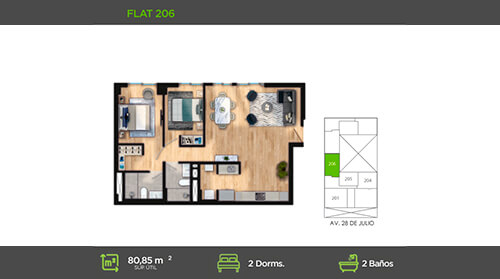 FLAT 206
206
205
204
201
AV. 28 DE JULIO
80,85 m 2
SUP. ÚTIL
2 Dorms.
2 Baños